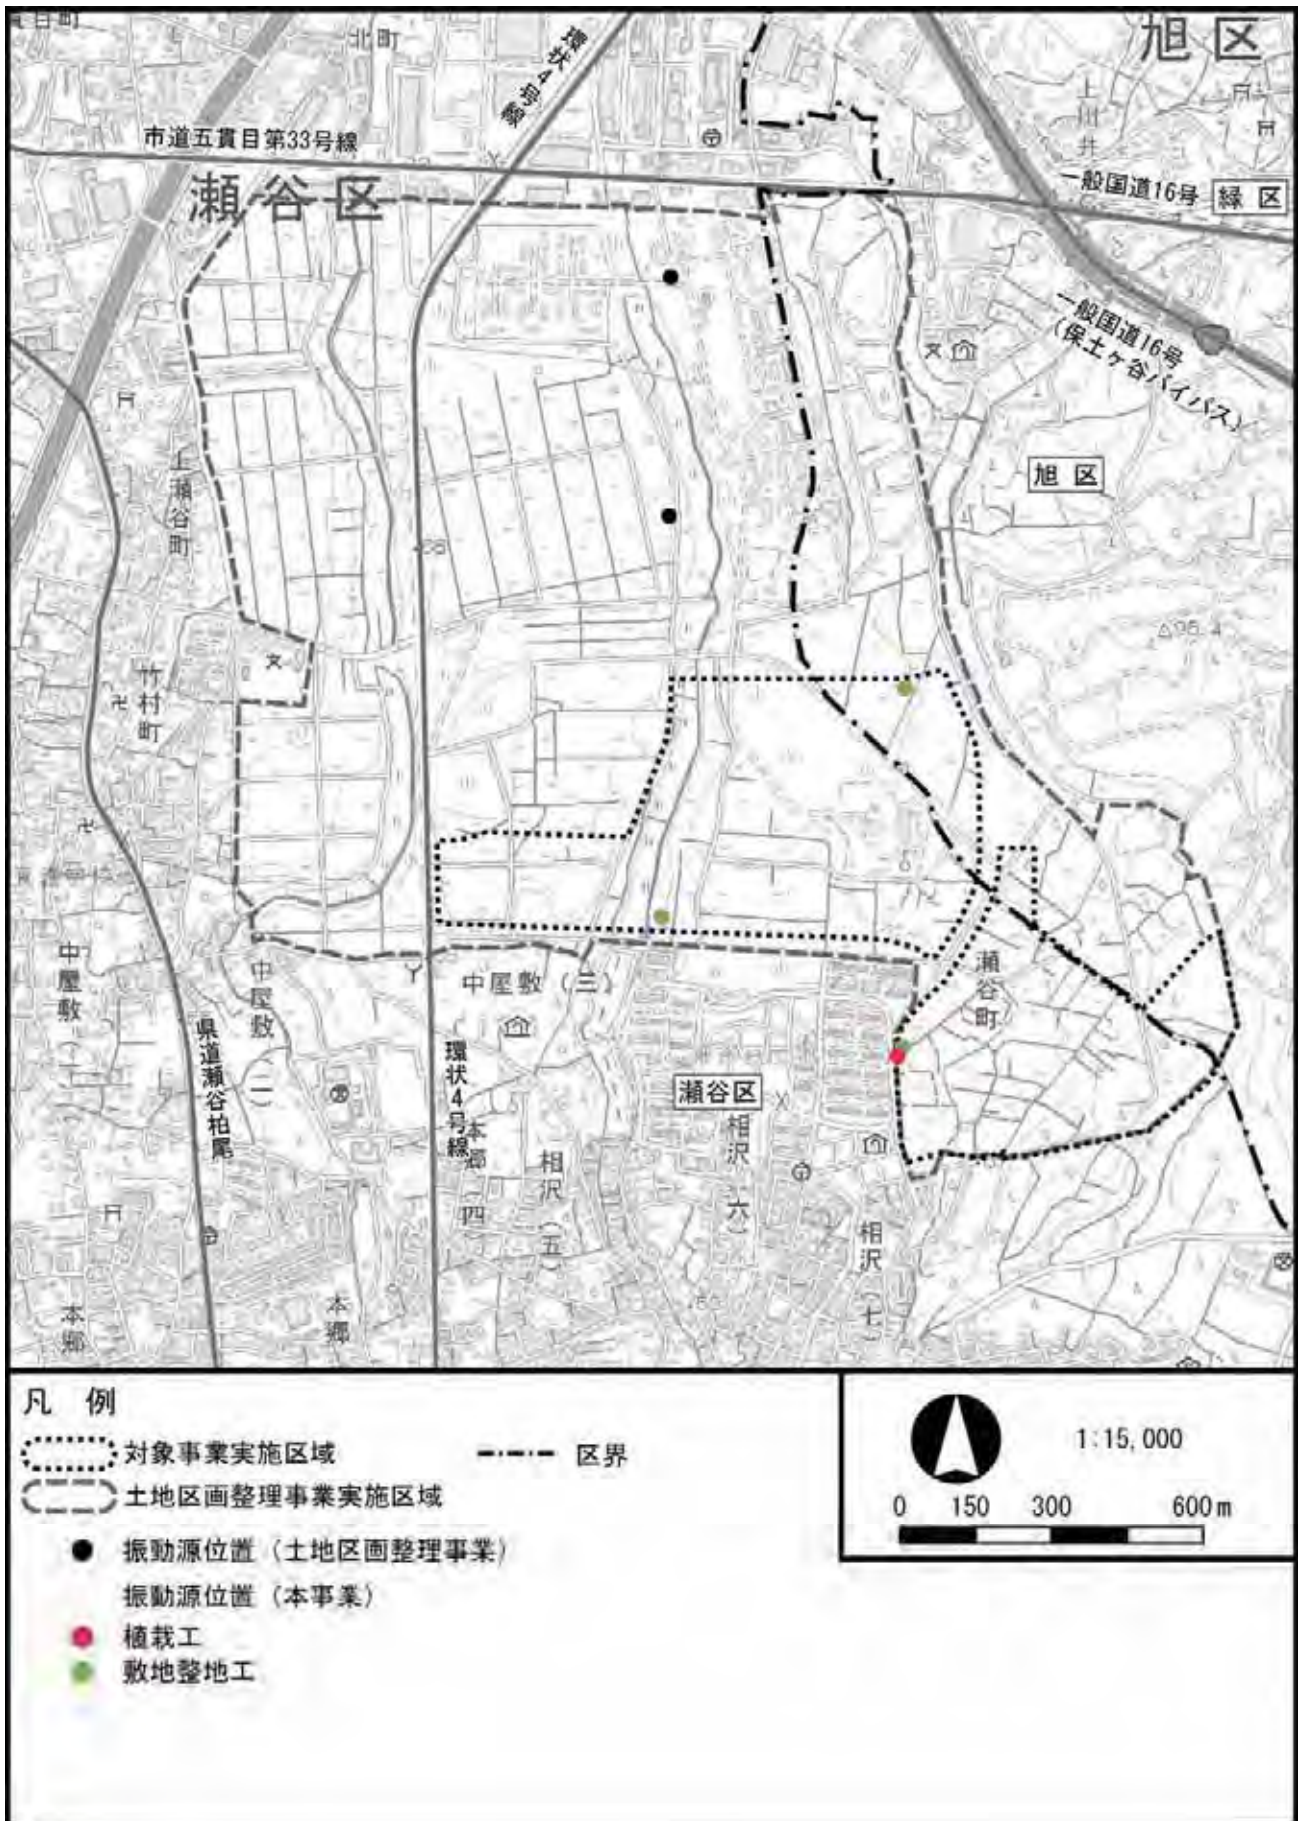 北町
旭区
環状4号線
上川井
市道五貫目第33号線
瀬谷区
一般国道16号
緑区
一般国道16号
(保土ヶ谷バイパス)
旭区
上瀬谷町
△95.4
竹村町
瀬谷町
中屋敷
中屋敷(二)
中屋敷(三)
県道瀬谷柏尾
環状4号線
瀬谷区
本郷(四)
相沢(五)
相沢(六)
相沢(七)
本郷
本郷
凡 例
対象事業実施区域
区界
土地区画整理事業実施区域
振動源位置(土地区画整理事業)
振動源位置(本事業)
植栽工
敷地整地工
1:15,000
0 150 300 600m